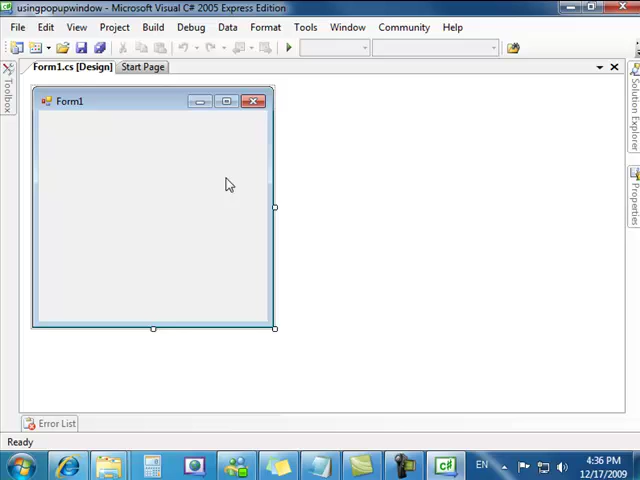 usingpopupwindow - Microsoft Visual C# 2005 Express Edition
File Edit View Project Build Debug Data Format Tools Window Community Help
Form1.cs [Design] Start Page
Toolbox
Form1
Solution Explorer
Properties
Error List
Ready
C#
EN
4:36 PM
12/17/2009